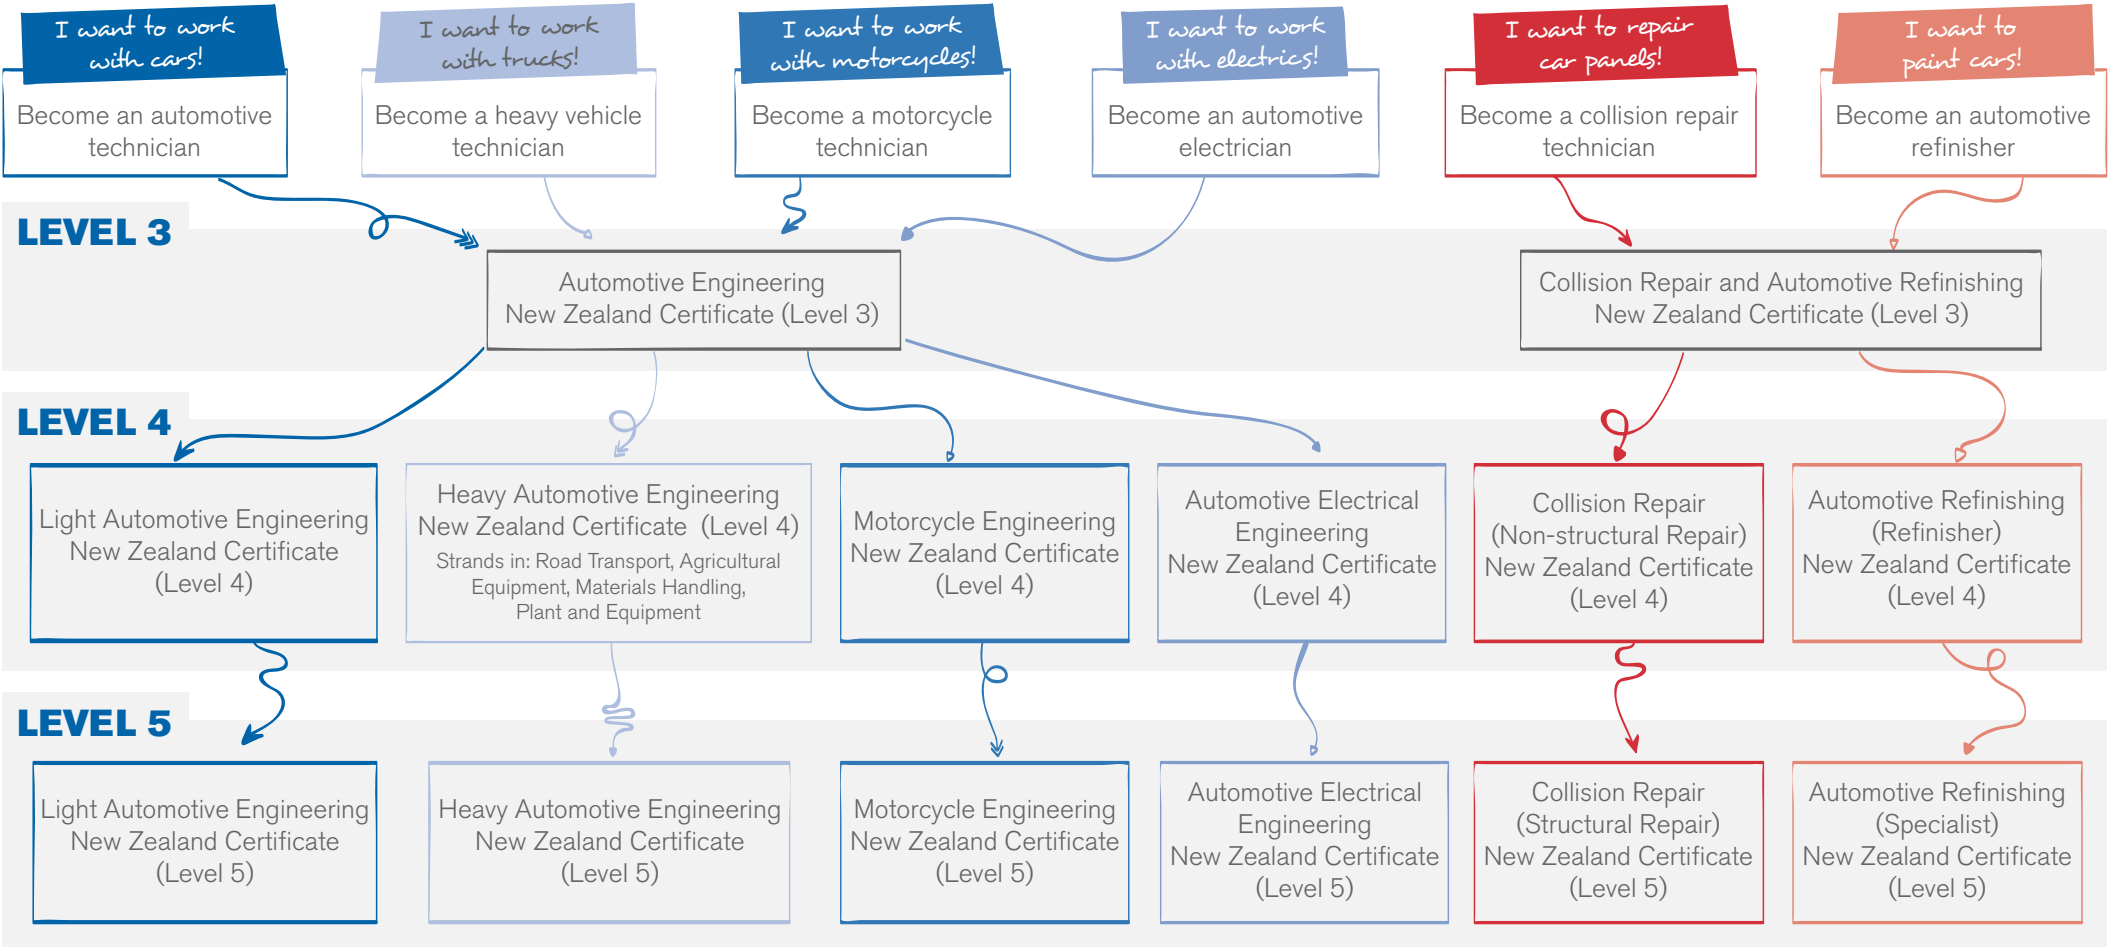 I want to work
with cars!
Become an automotive
technician
I want to work
with trucks!
Become a heavy vehicle
technician
I want to work
with motorcycles!
Become a motorcycle
technician
I want to work
with electrics!
Become an automotive
electrician
I want to repair
car panels!
Become a collision repair
technician
I want to
paint cars!
Become an automotive
refinisher
LEVEL 3
Automotive Engineering
New Zealand Certificate (Level 3)
Collision Repair and Automotive Refinishing
New Zealand Certificate (Level 3)
LEVEL 4
Light Automotive Engineering
New Zealand Certificate
(Level 4)
Heavy Automotive Engineering
New Zealand Certificate (Level 4)
Strands in: Road Transport, Agricultural
Equipment, Materials Handling,
Plant and Equipment
Motorcycle Engineering
New Zealand Certificate
(Level 4)
Automotive Electrical
Engineering
New Zealand Certificate
(Level 4)
Collision Repair
(Non-structural Repair)
New Zealand Certificate
(Level 4)
Automotive Refinishing
(Refinisher)
New Zealand Certificate
(Level 4)
LEVEL 5
Light Automotive Engineering
New Zealand Certificate
(Level 5)
Heavy Automotive Engineering
New Zealand Certificate
(Level 5)
Motorcycle Engineering
New Zealand Certificate
(Level 5)
Automotive Electrical
Engineering
New Zealand Certificate
(Level 5)
Collision Repair
(Structural Repair)
New Zealand Certificate
(Level 5)
Automotive Refinishing
(Specialist)
New Zealand Certificate
(Level 5)